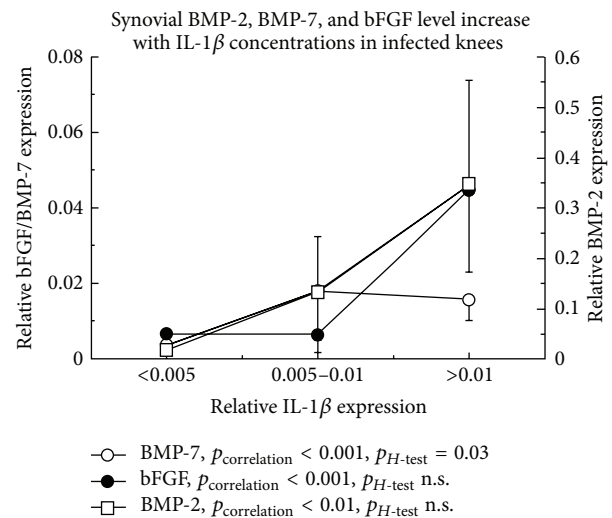 Synovial BMP-2, BMP-7, and bFGF level increase
with IL-1β concentrations in infected knees
0.08
0.06
0.04
0.02
0
Relative bFGF/BMP-7 expression
0.6
0.5
0.4
0.3
0.2
0.1
0
Relative BMP-2 expression
<0.005
0.005–0.01
>0.01
Relative IL-1β expression
BMP-7, pcorrelation < 0.001, pH-test = 0.03
bFGF, pcorrelation < 0.001, pH-test n.s.
BMP-2, pcorrelation < 0.01, pH-test n.s.